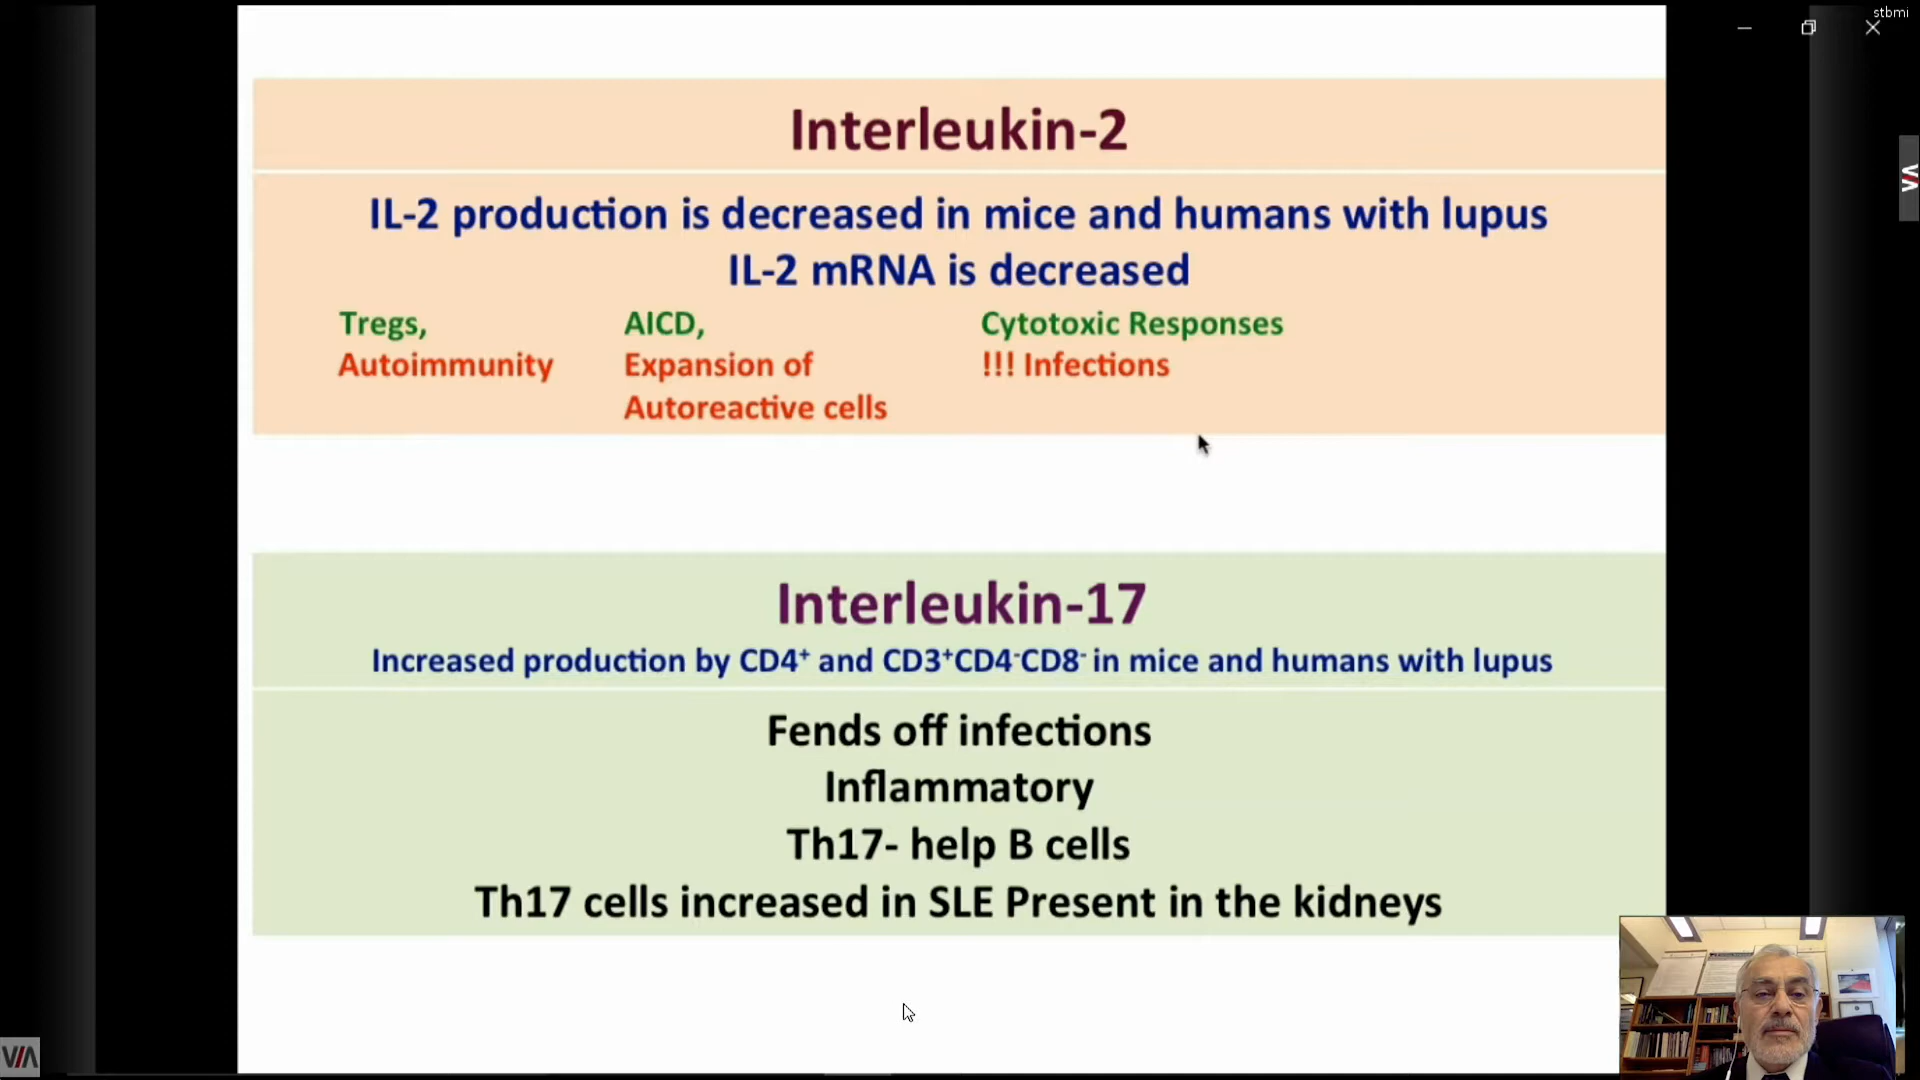 stbmi
Interleukin-2
IL-2 production is decreased in mice and humans with lupus
IL-2 mRNA is decreased
Tregs,
Autoimmunity
AICD,
Expansion of
Autoreactive cells
Cytotoxic Responses
!!! Infections
Interleukin-17
Increased production by CD4⁺ and CD3⁺CD4⁻CD8⁻ in mice and humans with lupus
Fends off infections
Inflammatory
Th17- help B cells
Th17 cells increased in SLE Present in the kidneys
VIA
VIA